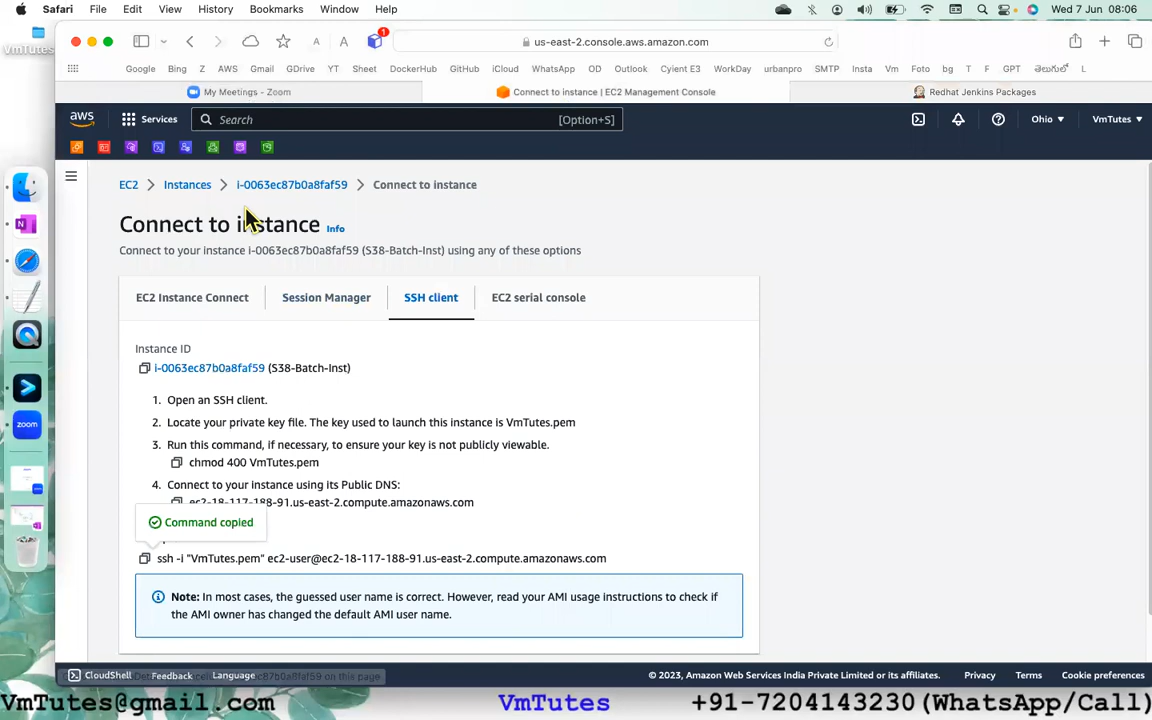 Safari File Edit View History Bookmarks Window Help Wed 7 Jun 08:06
VmTutes
1
us-east-2.console.aws.amazon.com
Google Bing Z AWS Gmail GDrive YT Sheet DockerHub GitHub iCloud WhatsApp OD Outlook Cyient E3 WorkDay urbanpro SMTP Insta Vm Foto bg T F GPT తెలుగులో L
My Meetings - Zoom Connect to instance | EC2 Management Console Redhat Jenkins Packages
aws Services Search [Option+S] Ohio VmTutes
EC2 Instances i-0063ec87b0a8faf59 Connect to instance
Connect to instance Info
Connect to your instance i-0063ec87b0a8faf59 (S38-Batch-Inst) using any of these options
EC2 Instance Connect Session Manager SSH client EC2 serial console
Instance ID
i-0063ec87b0a8faf59 (S38-Batch-Inst)
1. Open an SSH client.
2. Locate your private key file. The key used to launch this instance is VmTutes.pem
3. Run this command, if necessary, to ensure your key is not publicly viewable.
chmod 400 VmTutes.pem
4. Connect to your instance using its Public DNS:
ec2-18-117-188-91.us-east-2.compute.amazonaws.com
Command copied
ssh -i "VmTutes.pem" ec2-user@ec2-18-117-188-91.us-east-2.compute.amazonaws.com
Note: In most cases, the guessed user name is correct. However, read your AMI usage instructions to check if
the AMI owner has changed the default AMI user name.
zoom
CloudShell Feedback Language © 2023, Amazon Web Services India Private Limited or its affiliates. Privacy Terms Cookie preferences
VmTutes@gmail.com VmTutes +91-7204143230(WhatsApp/Call)